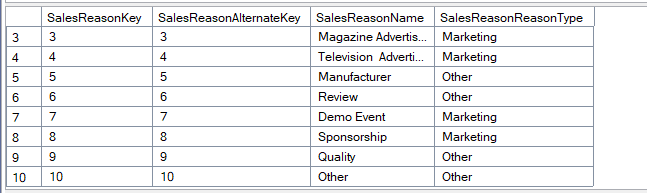 SalesReasonKey SalesReasonAlternateKey SalesReasonName SalesReasonReasonType
3 3 3 Magazine Advertis... Marketing
4 4 4 Television Adverti... Marketing
5 5 5 Manufacturer Other
6 6 6 Review Other
7 7 7 Demo Event Marketing
8 8 8 Sponsorship Marketing
9 9 9 Quality Other
10 10 10 Other Other